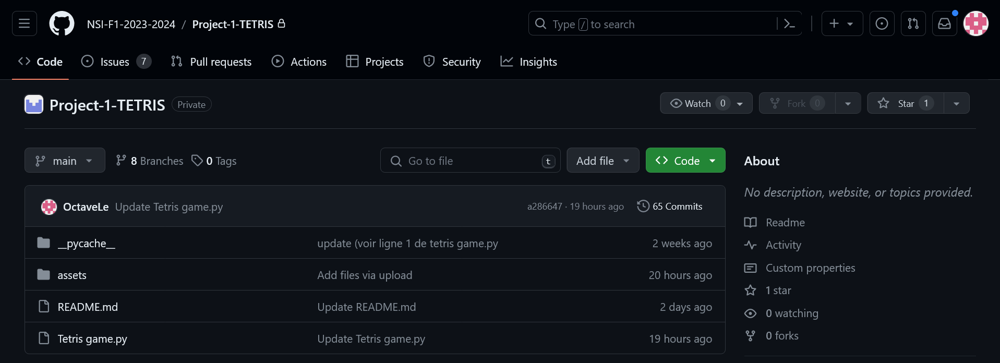 NSI-F1-2023-2024 / Project-1-TETRIS
Type / to search
Code Issues 7 Pull requests Actions Projects Security Insights
Project-1-TETRIS Private
Watch 0 Fork 0 Star 1
main 8 Branches 0 Tags Go to file t Add file Code
About
No description, website, or topics provided.
OctaveLe Update Tetris game.py a286647 · 19 hours ago 65 Commits
__pycache__ update (voir ligne 1 de tetris game.py 2 weeks ago
assets Add files via upload 20 hours ago
README.md Update README.md 2 days ago
Tetris game.py Update Tetris game.py 19 hours ago
Readme
Activity
Custom properties
1 star
0 watching
0 forks